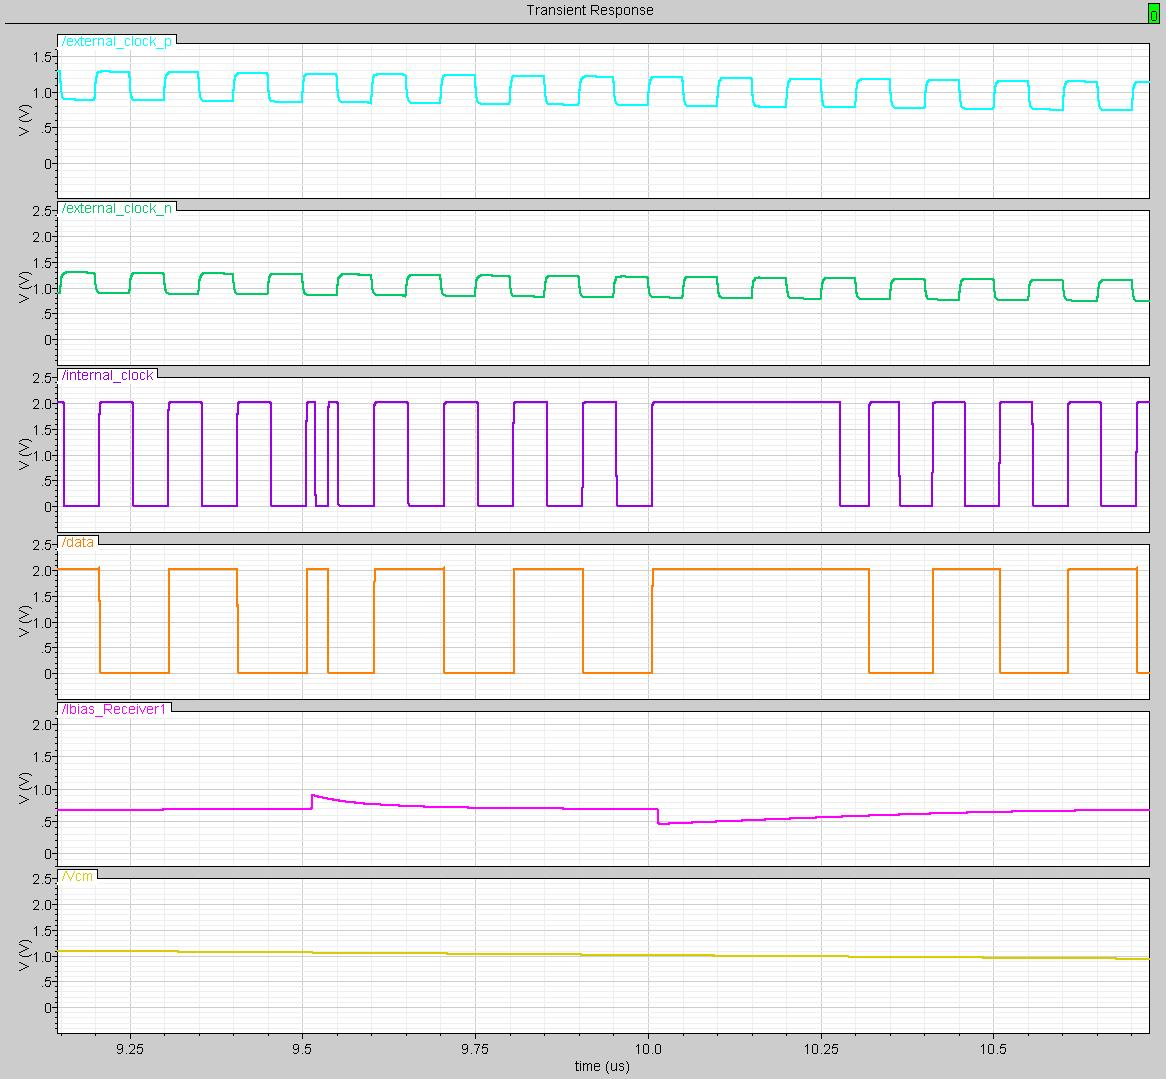 Transient Response
0
/external_clock_p
1.5
1.0
.5
0
V (V)
/external_clock_n
2.5
2.0
1.5
1.0
.5
0
V (V)
/internal_clock
2.5
2.0
1.5
1.0
.5
0
V (V)
/data
2.5
2.0
1.5
1.0
.5
0
V (V)
/Ibias_Receiver1
2.0
1.5
1.0
.5
0
V (V)
/Vcm
2.5
2.0
1.5
1.0
.5
0
V (V)
9.25 9.5 9.75 10.0 10.25 10.5
time (us)